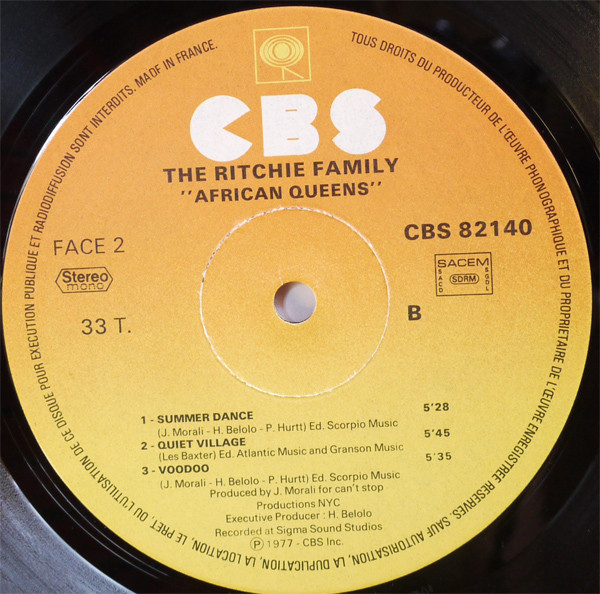 TOUS DROITS DU PRODUCTEUR DE L'ŒUVRE PHONOGRAPHIQUE ET DU PROPRIETAIRE DE L'ŒUVRE ENREGISTREE RESERVES. SAUF AUTORISATION, LA DUPLICATION, LA LOCATION, LE PRET, OU L'UTILISATION DE CE DISQUE POUR EXECUTION PUBLIQUE ET RADIODIFFUSION SONT INTERDITS. MADE IN FRANCE.
CBS
THE RITCHIE FAMILY
"AFRICAN QUEENS"
FACE 2
CBS 82140
Stereo
mono
SACEM
SACD
SDRM
SGDL
33 T.
B
1 - SUMMER DANCE 5'28
(J. Morali - H. Belolo - P. Hurtt) Ed. Scorpio Music
2 - QUIET VILLAGE 5'45
(Les Baxter) Ed. Atlantic Music and Granson Music
3 - VOODOO 5'35
(J. Morali - H. Belolo - P. Hurtt) Ed. Scorpio Music
Produced by J. Morali for can't stop
Productions NYC
Executive Producer : H. Belolo
Recorded at Sigma Sound Studios
Ⓟ 1977 - CBS Inc.